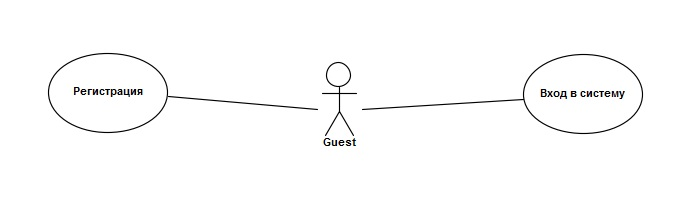 Регистрация
Вход в систему
Guest